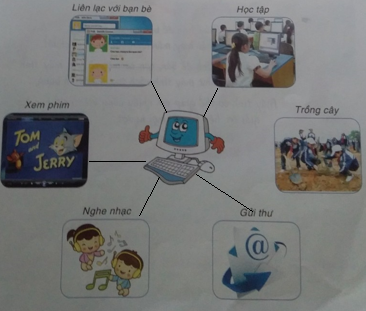 Liên lạc với bạn bè
Học tập
Xem phim
Trồng cây
TOM
and
JERRY
Nghe nhạc
Gửi thư
@